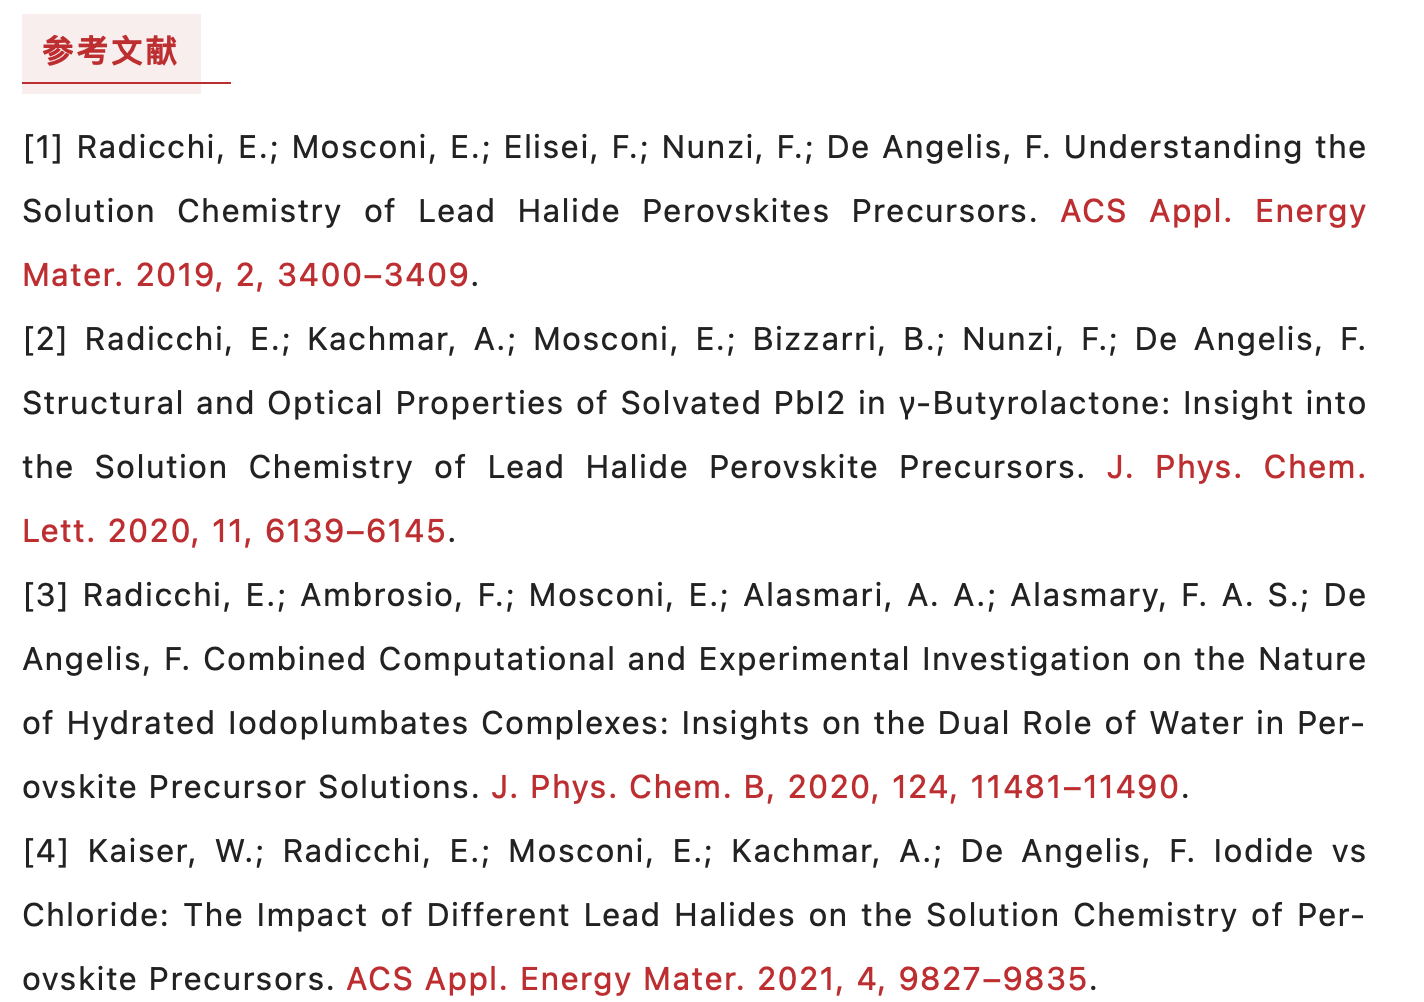 参考文献
[1] Radicchi, E.; Mosconi, E.; Elisei, F.; Nunzi, F.; De Angelis, F. Understanding the
Solution Chemistry of Lead Halide Perovskites Precursors. ACS Appl. Energy
Mater. 2019, 2, 3400–3409.
[2] Radicchi, E.; Kachmar, A.; Mosconi, E.; Bizzarri, B.; Nunzi, F.; De Angelis, F.
Structural and Optical Properties of Solvated PbI2 in γ-Butyrolactone: Insight into
the Solution Chemistry of Lead Halide Perovskite Precursors. J. Phys. Chem.
Lett. 2020, 11, 6139–6145.
[3] Radicchi, E.; Ambrosio, F.; Mosconi, E.; Alasmari, A. A.; Alasmary, F. A. S.; De
Angelis, F. Combined Computational and Experimental Investigation on the Nature
of Hydrated Iodoplumbates Complexes: Insights on the Dual Role of Water in Per-
ovskite Precursor Solutions. J. Phys. Chem. B, 2020, 124, 11481–11490.
[4] Kaiser, W.; Radicchi, E.; Mosconi, E.; Kachmar, A.; De Angelis, F. Iodide vs
Chloride: The Impact of Different Lead Halides on the Solution Chemistry of Per-
ovskite Precursors. ACS Appl. Energy Mater. 2021, 4, 9827–9835.